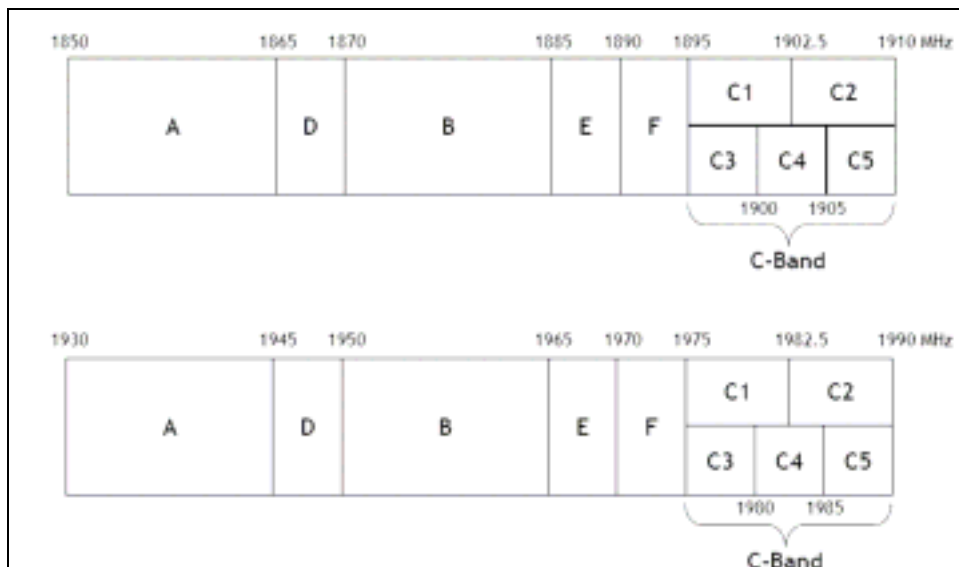 1850 1865 1870 1885 1890 1895 1902.5 1910 MHz
C1 C2
A D B E F
C3 C4 C5
1900 1905
C-Band
1930 1945 1950 1965 1970 1975 1982.5 1990 MHz
C1 C2
A D B E F
C3 C4 C5
1980 1985
C-Band